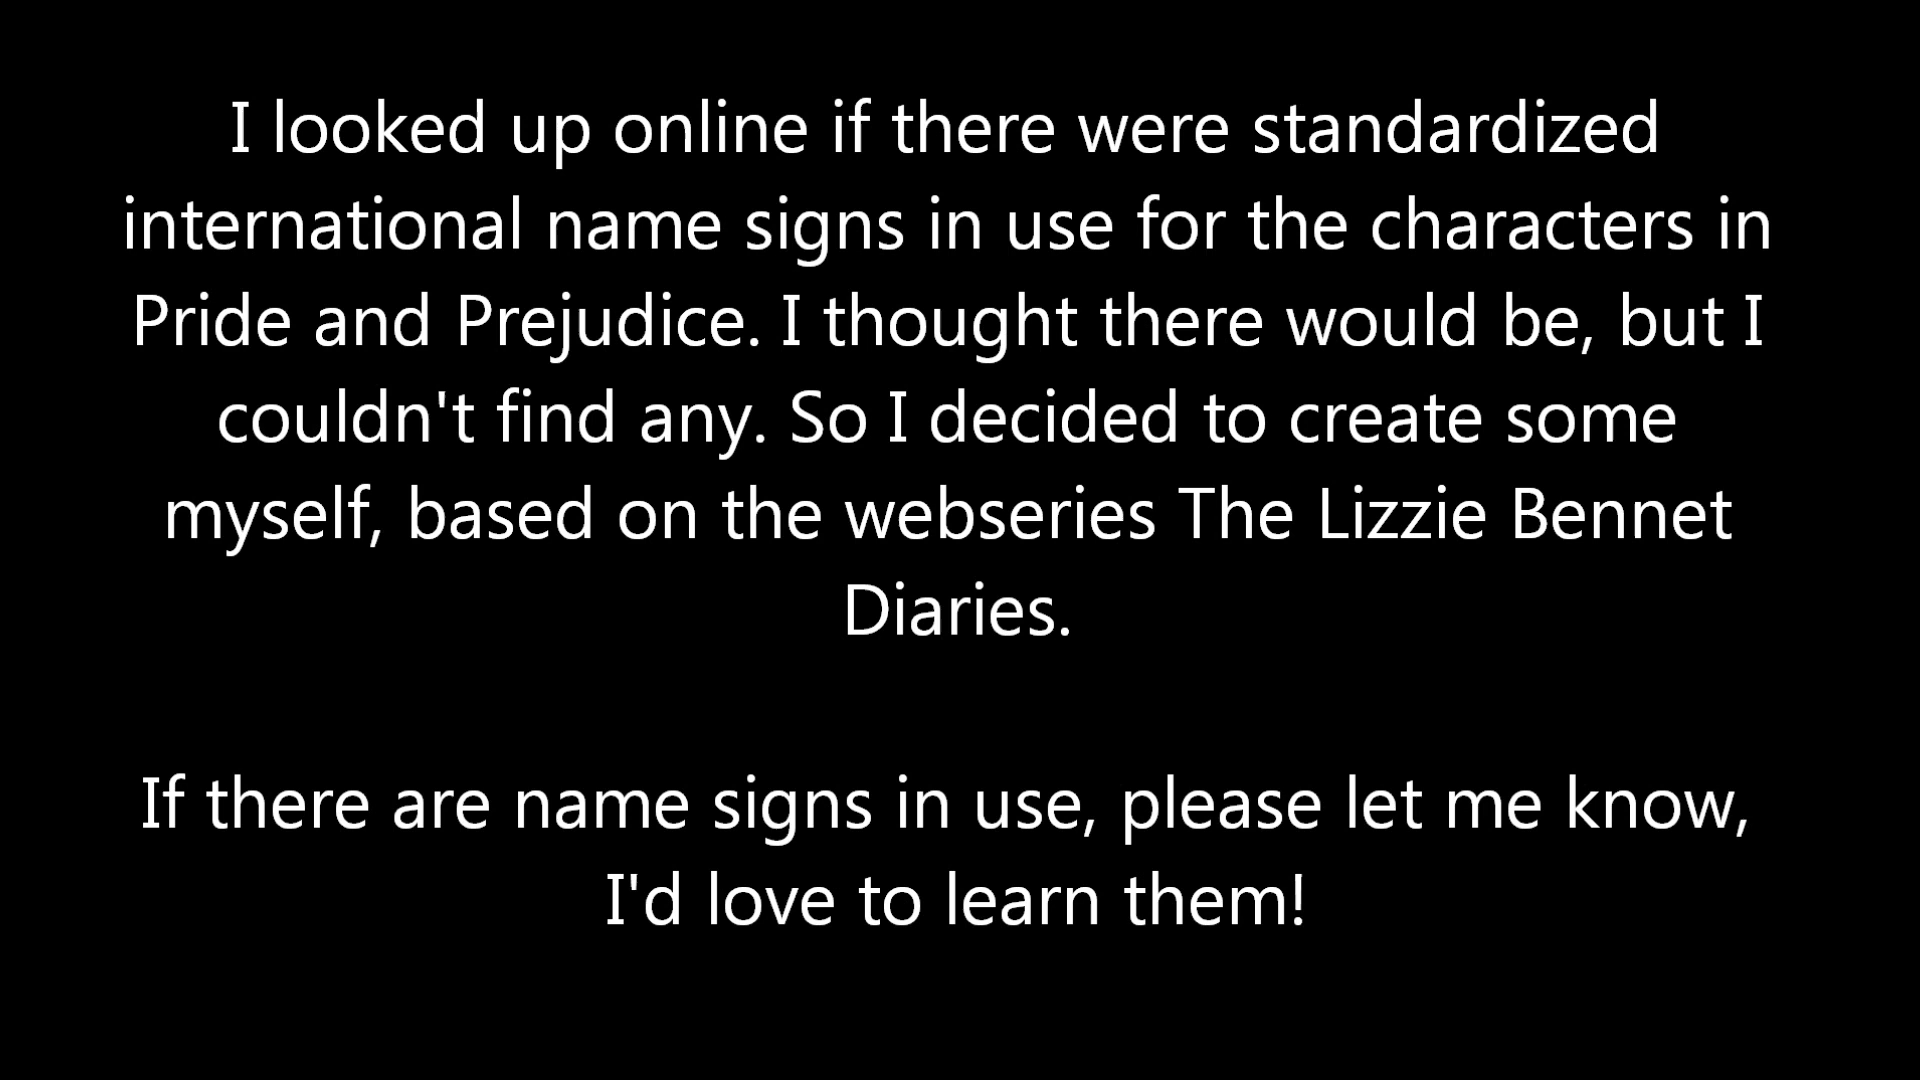 I looked up online if there were standardized
international name signs in use for the characters in
Pride and Prejudice. I thought there would be, but I
couldn't find any. So I decided to create some
myself, based on the webseries The Lizzie Bennet
Diaries.
If there are name signs in use, please let me know,
I'd love to learn them!